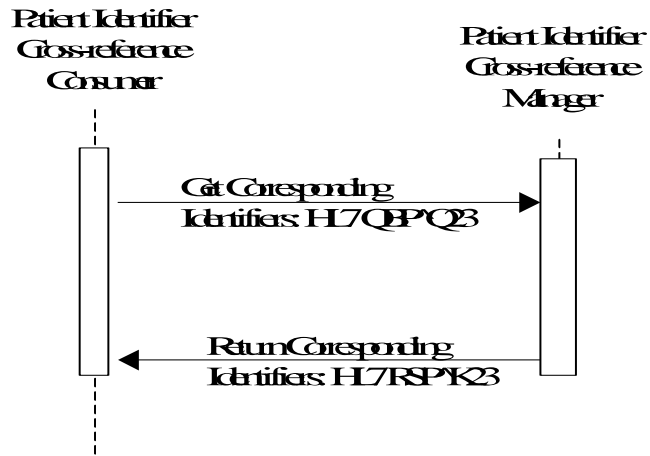 Patient Identifier
Cross-reference
Consumer
Patient Identifier
Cross-reference
Manager
Get Corresponding
Identifiers: HL7 QBP^Q23
Return Corresponding
Identifiers: HL7 RSP^K23